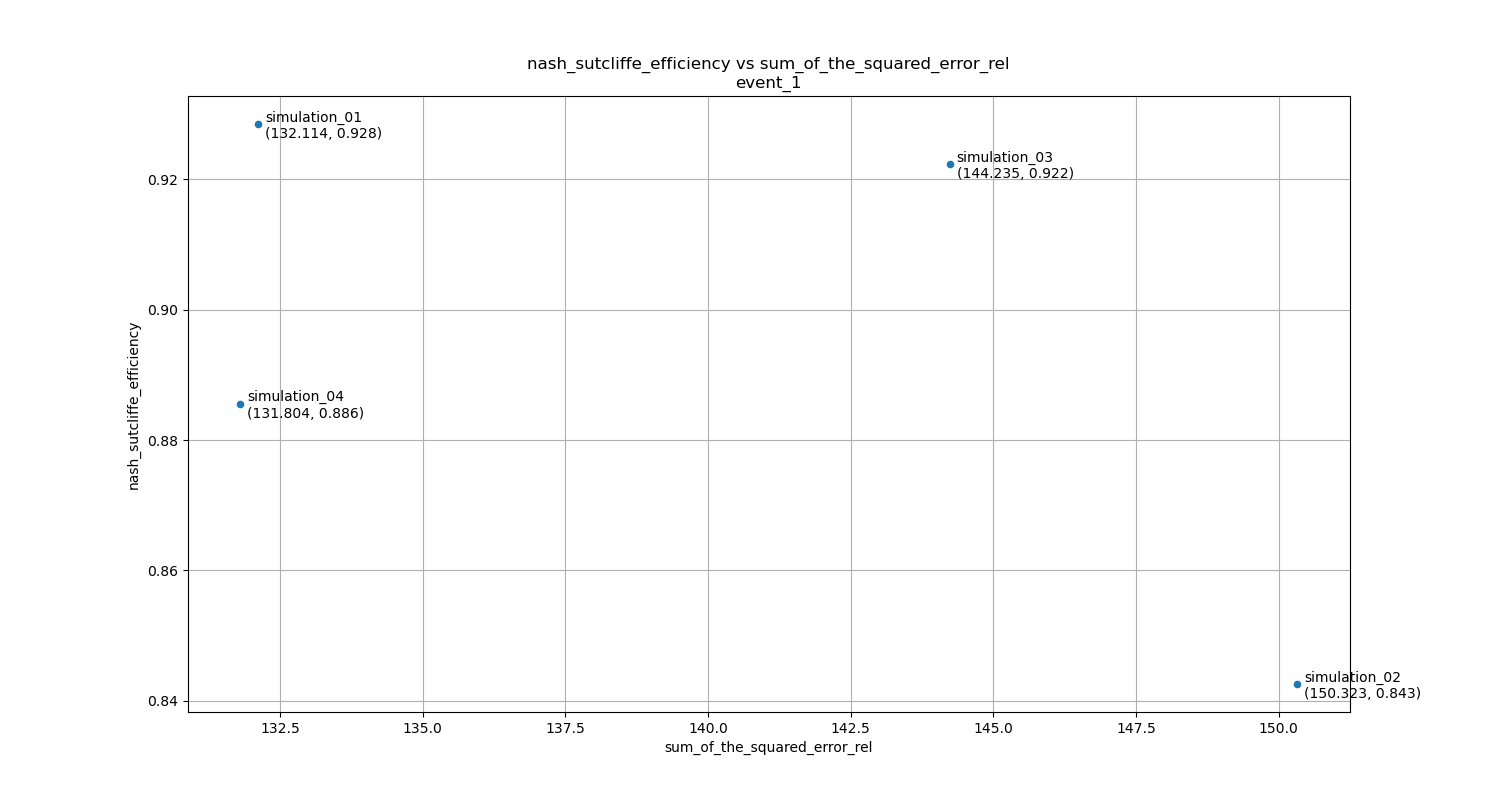 nash_sutcliffe_efficiency vs sum_of_the_squared_error_rel
event_1
simulation_01
(132.114, 0.928)
simulation_03
(144.235, 0.922)
0.92
0.90
simulation_04
(131.804, 0.886)
0.88
0.86
simulation_02
(150.323, 0.843)
0.84
nash_sutcliffe_efficiency
132.5 135.0 137.5 140.0 142.5 145.0 147.5 150.0
sum_of_the_squared_error_rel